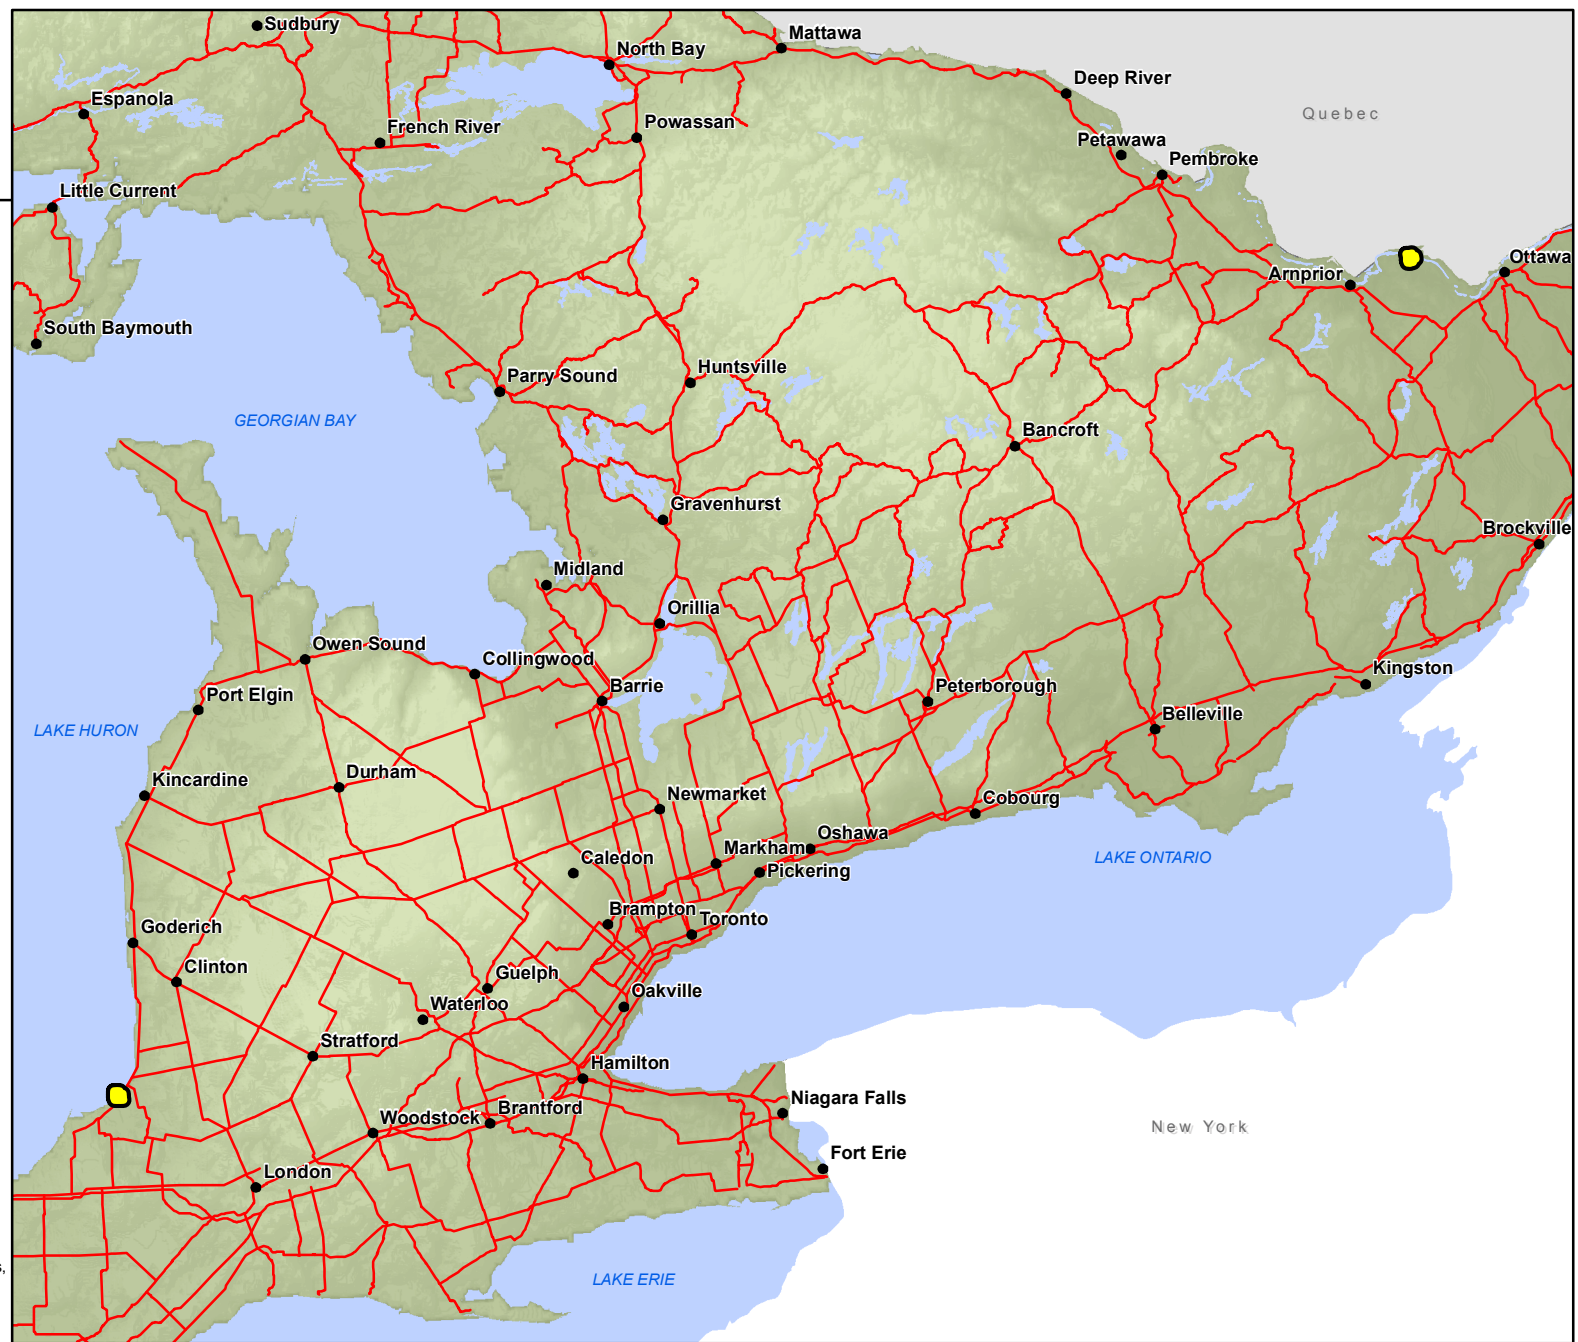 Sudbury
Mattawa
North Bay
Deep River
Espanola
Quebec
Powassan
French River
Petawawa
Pembroke
Little Current
Ottawa
Arnprior
South Baymouth
Huntsville
Parry Sound
GEORGIAN BAY
Bancroft
Gravenhurst
Brockville
Midland
Orillia
Owen Sound
Collingwood
Kingston
Barrie
Peterborough
Port Elgin
Belleville
LAKE HURON
Durham
Kincardine
Newmarket
Cobourg
Oshawa
Markham
Caledon
LAKE ONTARIO
Pickering
Brampton
Toronto
Goderich
Clinton
Guelph
Oakville
Waterloo
Stratford
Hamilton
Niagara Falls
Brantford
Woodstock
New York
Fort Erie
London
LAKE ERIE